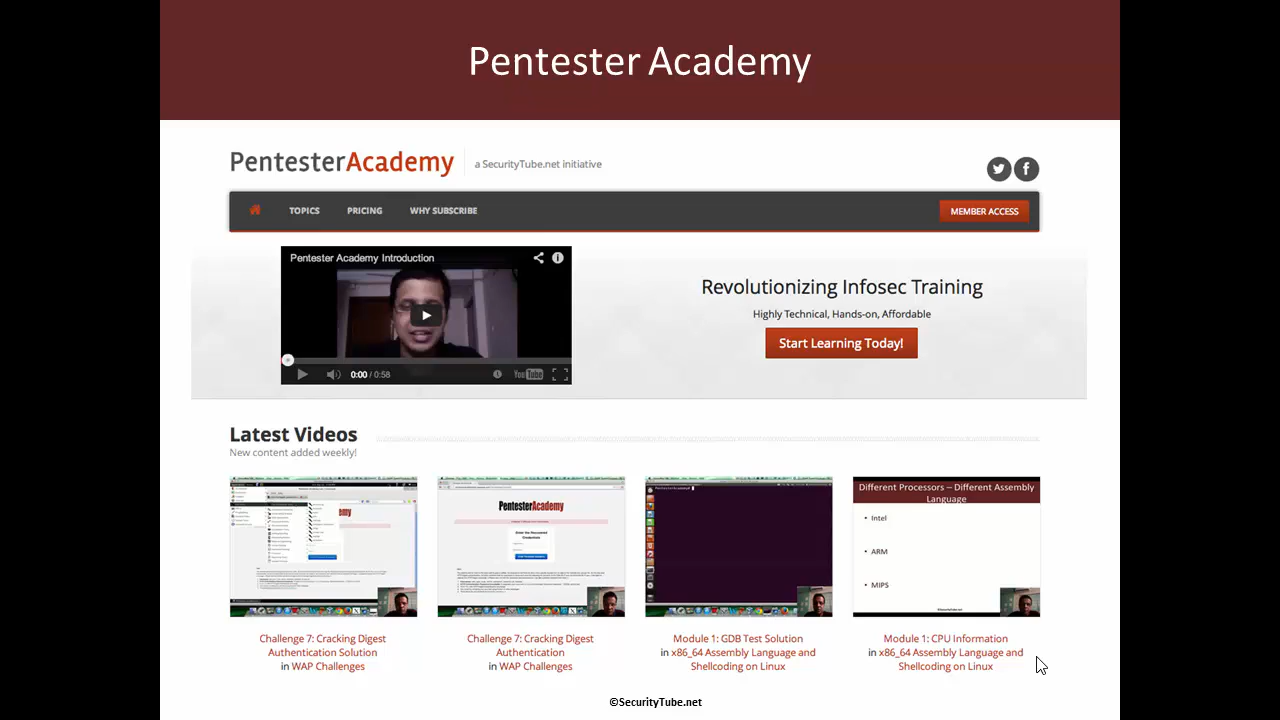 Pentester Academy
PentesterAcademy
a SecurityTube.net initiative
TOPICS
PRICING
WHY SUBSCRIBE
MEMBER ACCESS
Pentester Academy Introduction
0:00 / 0:58
YouTube
Revolutionizing Infosec Training
Highly Technical, Hands-on, Affordable
Start Learning Today!
Latest Videos
New content added weekly!
PentesterAcademy
Different Processors – Different Assembly
Language
• Intel
• ARM
• MIPS
Challenge 7: Cracking Digest
Authentication Solution
in WAP Challenges
Challenge 7: Cracking Digest
Authentication
in WAP Challenges
Module 1: GDB Test Solution
in x86_64 Assembly Language and
Shellcoding on Linux
Module 1: CPU Information
in x86_64 Assembly Language and
Shellcoding on Linux
©SecurityTube.net